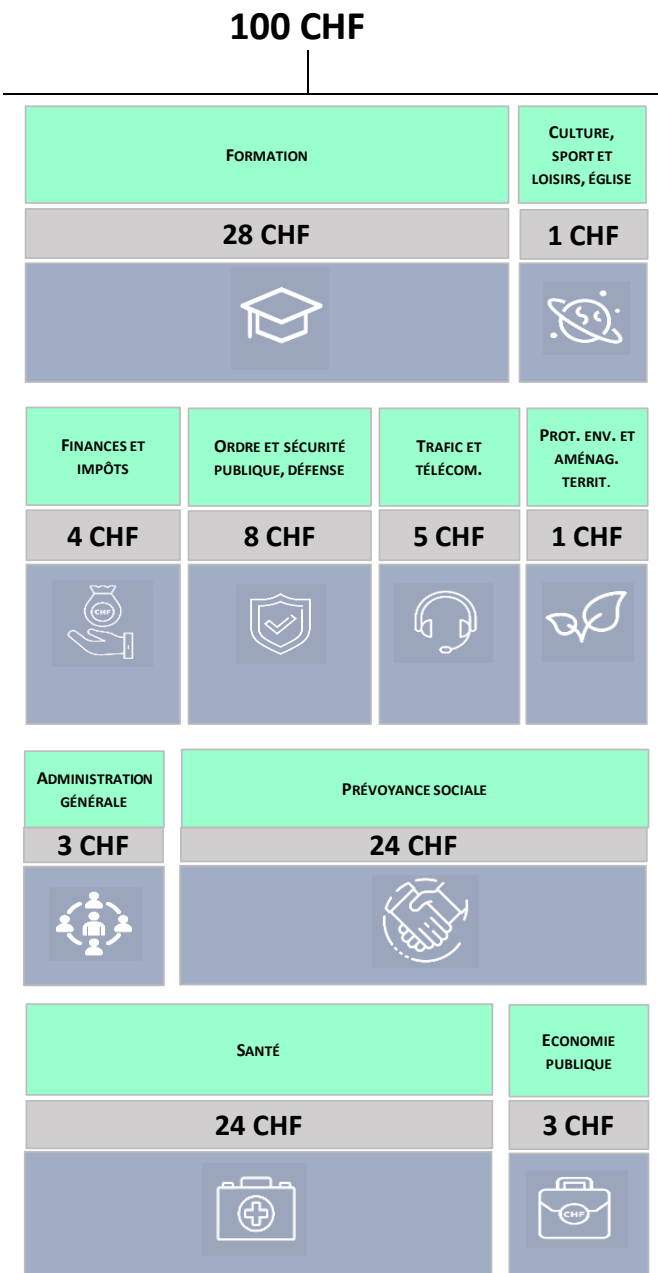 100 CHF
FORMATION
CULTURE,
SPORT ET
LOISIRS, ÉGLISE
28 CHF
1 CHF
FINANCES ET
IMPÔTS
ORDRE ET SÉCURITÉ
PUBLIQUE, DÉFENSE
TRAFIC ET
TÉLÉCOM.
PROT. ENV. ET
AMÉNAG.
TERRIT.
4 CHF
8 CHF
5 CHF
1 CHF
CHF
ADMINISTRATION
GÉNÉRALE
PRÉVOYANCE SOCIALE
3 CHF
24 CHF
SANTÉ
ECONOMIE
PUBLIQUE
24 CHF
3 CHF
CHF